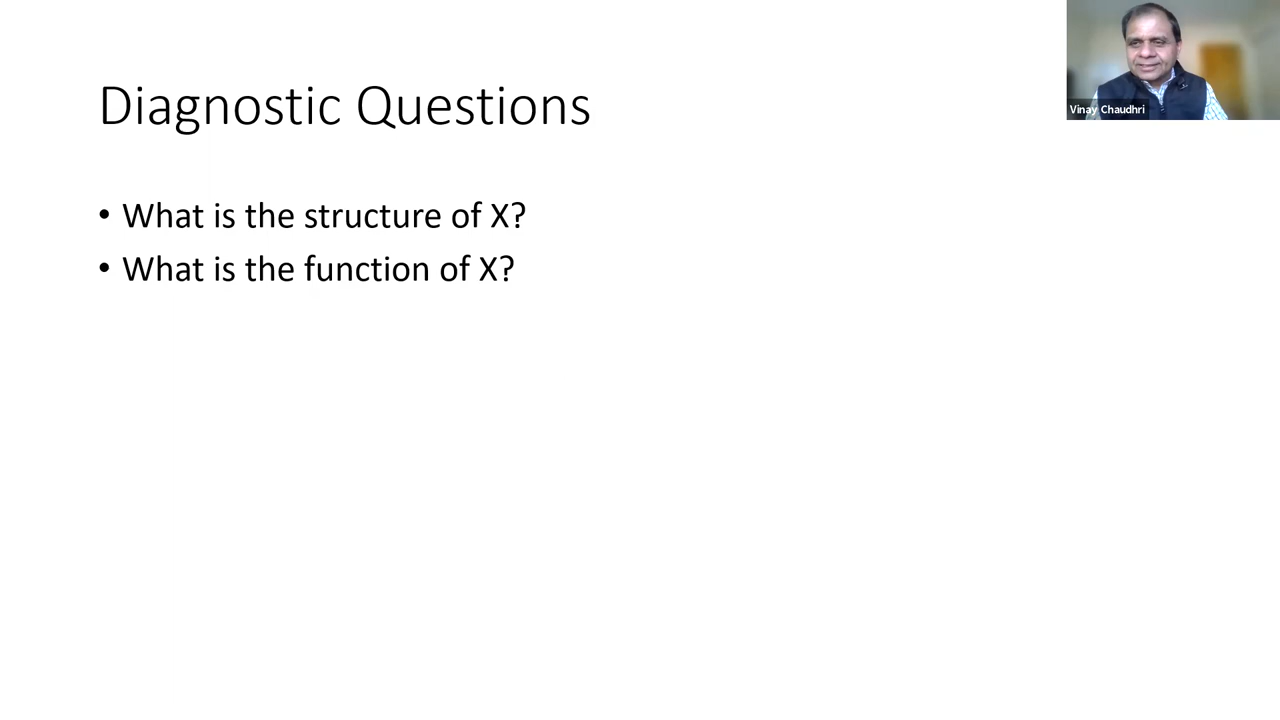 Diagnostic Questions
Vinay Chaudhri
• What is the structure of X?
• What is the function of X?